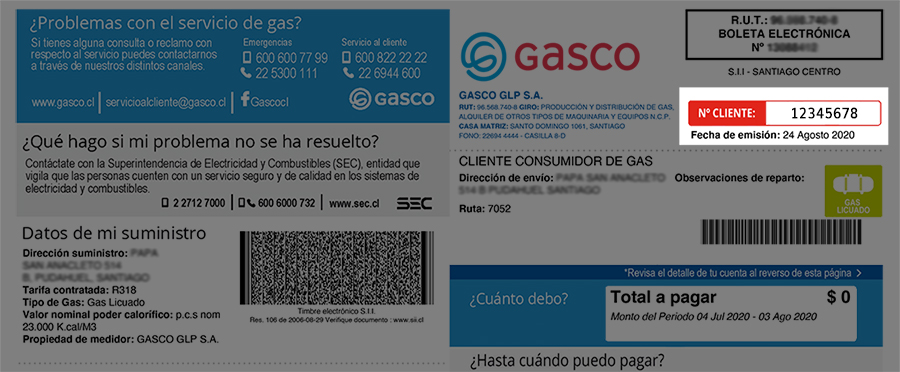 ¿Problemas con el servicio de gas?
Si tienes alguna consulta o reclamo con
respecto al servicio puedes contactarnos
a través de nuestros distintos canales.
Emergencias
600 600 77 99
22 5300 111
Servicio al cliente
600 822 22 22
22 6944 600
www.gasco.cl | servicioalcliente@gasco.cl | Gascocl
GASCO
¿Qué hago si mi problema no se ha resuelto?
Contáctate con la Superintendencia de Electricidad y Combustibles (SEC), entidad que
vigila que las personas cuenten con un servicio seguro y de calidad en los sistemas de
electricidad y combustibles.
2 2712 7000 | 600 6000 732 | www.sec.cl SEC
Datos de mi suministro
Dirección suministro:
Tarifa contratada: R318
Tipo de Gas: Gas Licuado
Valor nominal poder calorífico: p.c.s nom
23.000 K.cal/M3
Propiedad de medidor: GASCO GLP S.A.
Timbre electrónico S.I.I.
Res. 106 de 2006-08-29 Verifique documento : www.sii.cl
GASCO
GASCO GLP S.A.
RUT: 96.568.740-8 GIRO: PRODUCCIÓN Y DISTRIBUCIÓN DE GAS,
ALQUILER DE OTROS TIPOS DE MAQUINARIA Y EQUIPOS N.C.P.
CASA MATRIZ: SANTO DOMINGO 1061, SANTIAGO
FONO: 22694 4444 - CASILLA 8-D
R.U.T.:
BOLETA ELECTRÓNICA
Nº
S.I.I - SANTIAGO CENTRO
Nº CLIENTE: 12345678
Fecha de emisión: 24 Agosto 2020
CLIENTE CONSUMIDOR DE GAS
Dirección de envío:
Ruta: 7052
Observaciones de reparto:
GAS
LICUADO
*Revisa el detalle de tu cuenta al reverso de esta página >
¿Cuánto debo?
Total a pagar $ 0
Monto del Periodo 04 Jul 2020 - 03 Ago 2020
¿Hasta cuándo puedo pagar?